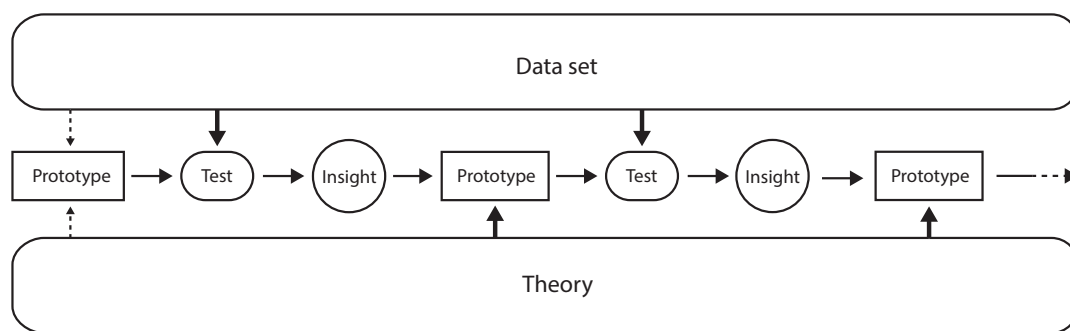 Data set
Prototype
Test
Insight
Prototype
Test
Insight
Prototype
Theory